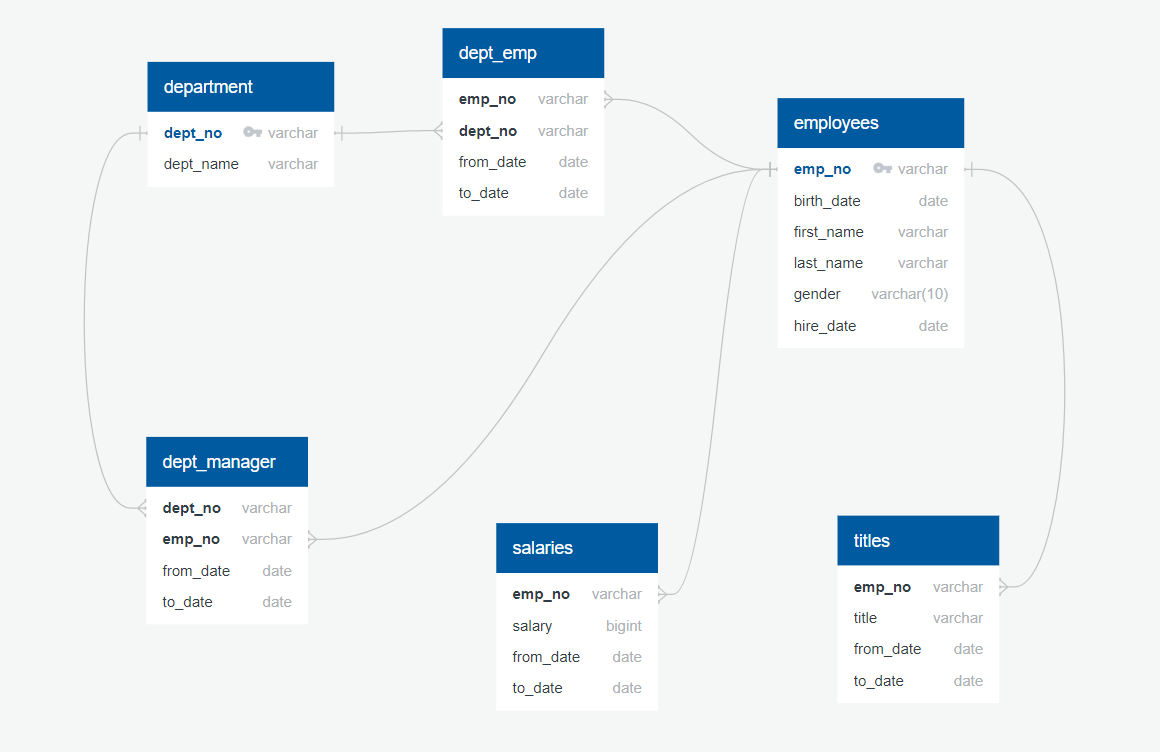 department
dept_no varchar
dept_name varchar
dept_emp
emp_no varchar
dept_no varchar
from_date date
to_date date
employees
emp_no varchar
birth_date date
first_name varchar
last_name varchar
gender varchar(10)
hire_date date
dept_manager
dept_no varchar
emp_no varchar
from_date date
to_date date
salaries
emp_no varchar
salary bigint
from_date date
to_date date
titles
emp_no varchar
title varchar
from_date date
to_date date